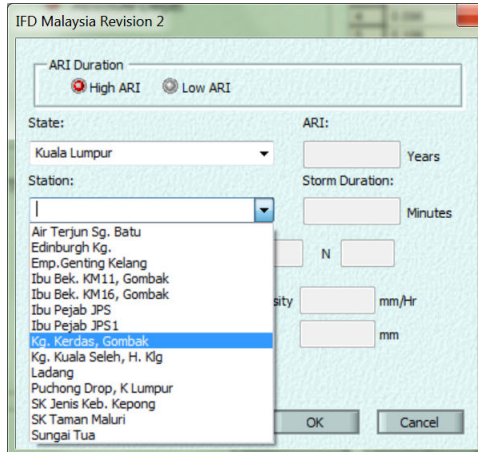 IFD Malaysia Revision 2
ARI Duration
High ARI Low ARI
State: ARI:
Kuala Lumpur Years
Station: Storm Duration:
Minutes
Air Terjun Sg. Batu
Edinburgh Kg.
Emp.Genting Kelang
N
Ibu Bek. KM11, Gombak
Ibu Bek. KM16, Gombak
sity mm/Hr
Ibu Pejab JPS
Ibu Pejab JPS1
Kg. Kerdas, Gombak
mm
Kg. Kuala Seleh, H. Klg
Ladang
Puchong Drop, K Lumpur
SK Jenis Keb. Kepong
SK Taman Maluri
Sungai Tua
OK Cancel